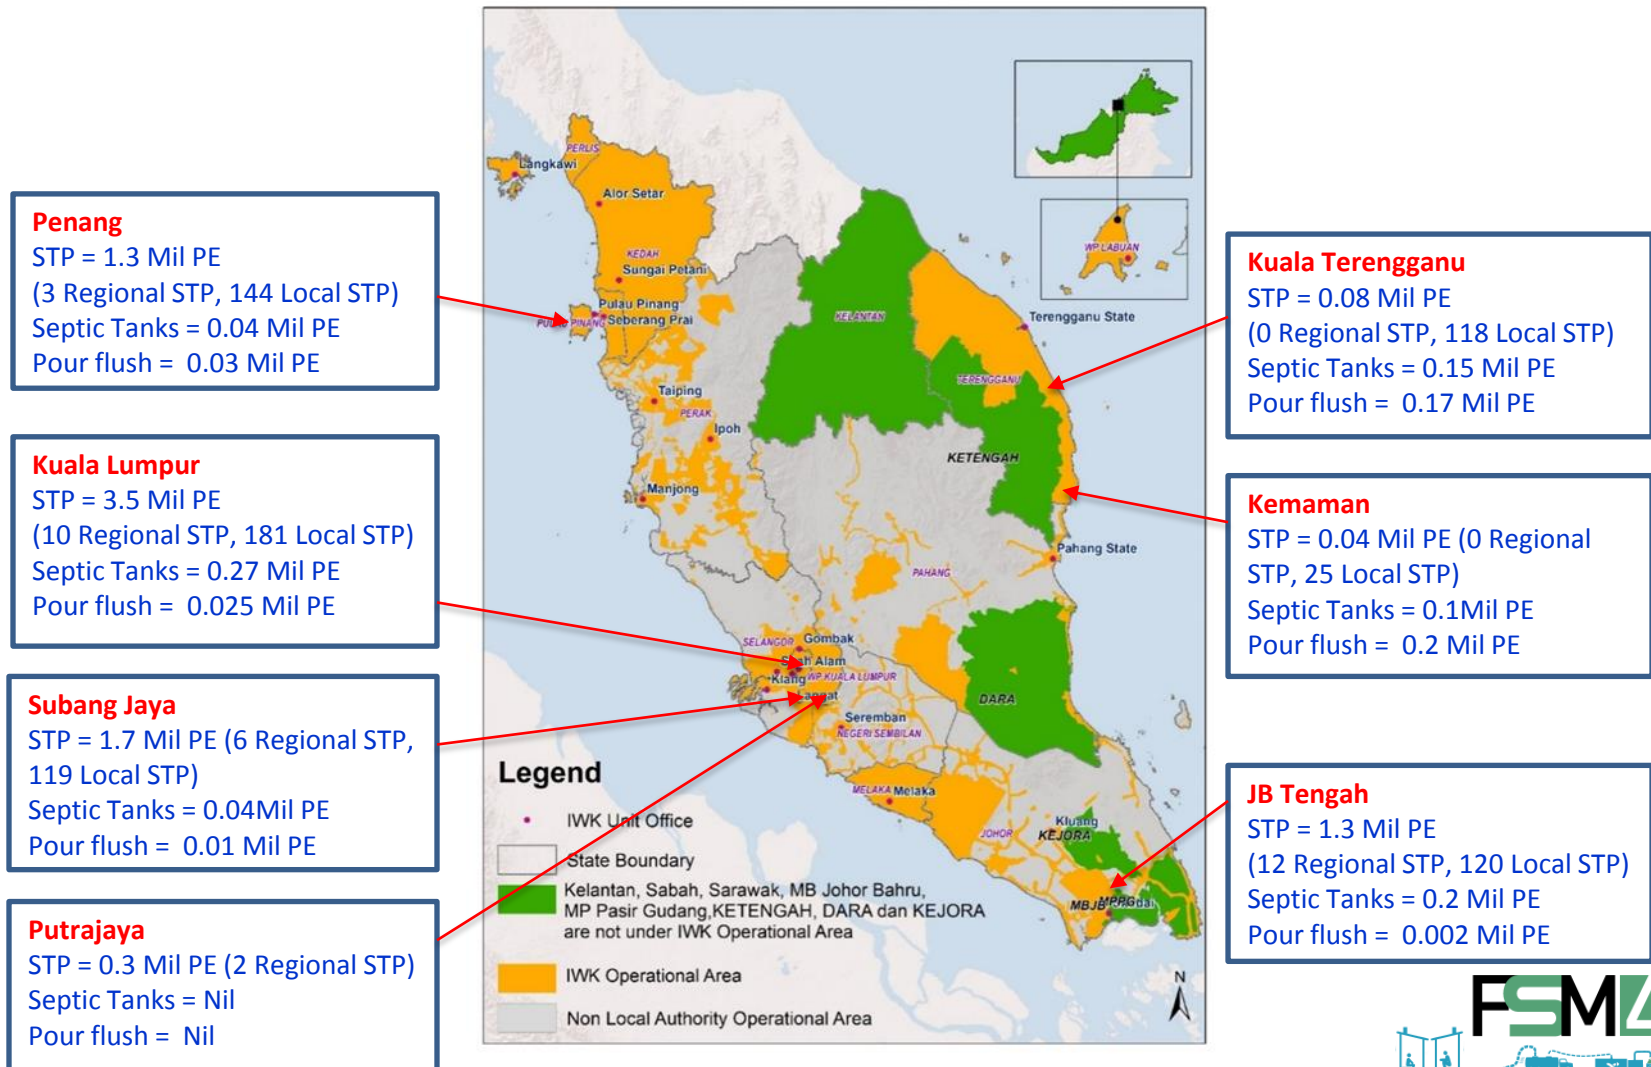 Penang
STP = 1.3 Mil PE
(3 Regional STP, 144 Local STP)
Septic Tanks = 0.04 Mil PE
Pour flush = 0.03 Mil PE
Kuala Lumpur
STP = 3.5 Mil PE
(10 Regional STP, 181 Local STP)
Septic Tanks = 0.27 Mil PE
Pour flush = 0.025 Mil PE
Subang Jaya
STP = 1.7 Mil PE (6 Regional STP,
119 Local STP)
Septic Tanks = 0.04Mil PE
Pour flush = 0.01 Mil PE
Putrajaya
STP = 0.3 Mil PE (2 Regional STP)
Septic Tanks = Nil
Pour flush = Nil
PERLIS
Langkawi
Alor Setar
KEDAH
Sungai Petani
Pulau Pinang
PULAU PINANG
Seberang Prai
Taiping
PERAK
Ipoh
Manjong
KELANTAN
WP LABUAN
Terengganu State
TERENGGANU
KETENGAH
Pahang State
PAHANG
SELANGOR
Gombak
Shah Alam
Klang
WP KUALA LUMPUR
Langat
Seremban
NEGERI SEMBILAN
DARA
MELAKA
Melaka
Kluang
KEJORA
JOHOR
MBJB
MPPG
Legend
IWK Unit Office
State Boundary
Kelantan, Sabah, Sarawak, MB Johor Bahru,
MP Pasir Gudang,KETENGAH, DARA dan KEJORA
are not under IWK Operational Area
IWK Operational Area
Non Local Authority Operational Area
N
Kuala Terengganu
STP = 0.08 Mil PE
(0 Regional STP, 118 Local STP)
Septic Tanks = 0.15 Mil PE
Pour flush = 0.17 Mil PE
Kemaman
STP = 0.04 Mil PE (0 Regional
STP, 25 Local STP)
Septic Tanks = 0.1Mil PE
Pour flush = 0.2 Mil PE
JB Tengah
STP = 1.3 Mil PE
(12 Regional STP, 120 Local STP)
Septic Tanks = 0.2 Mil PE
Pour flush = 0.002 Mil PE
FSM4